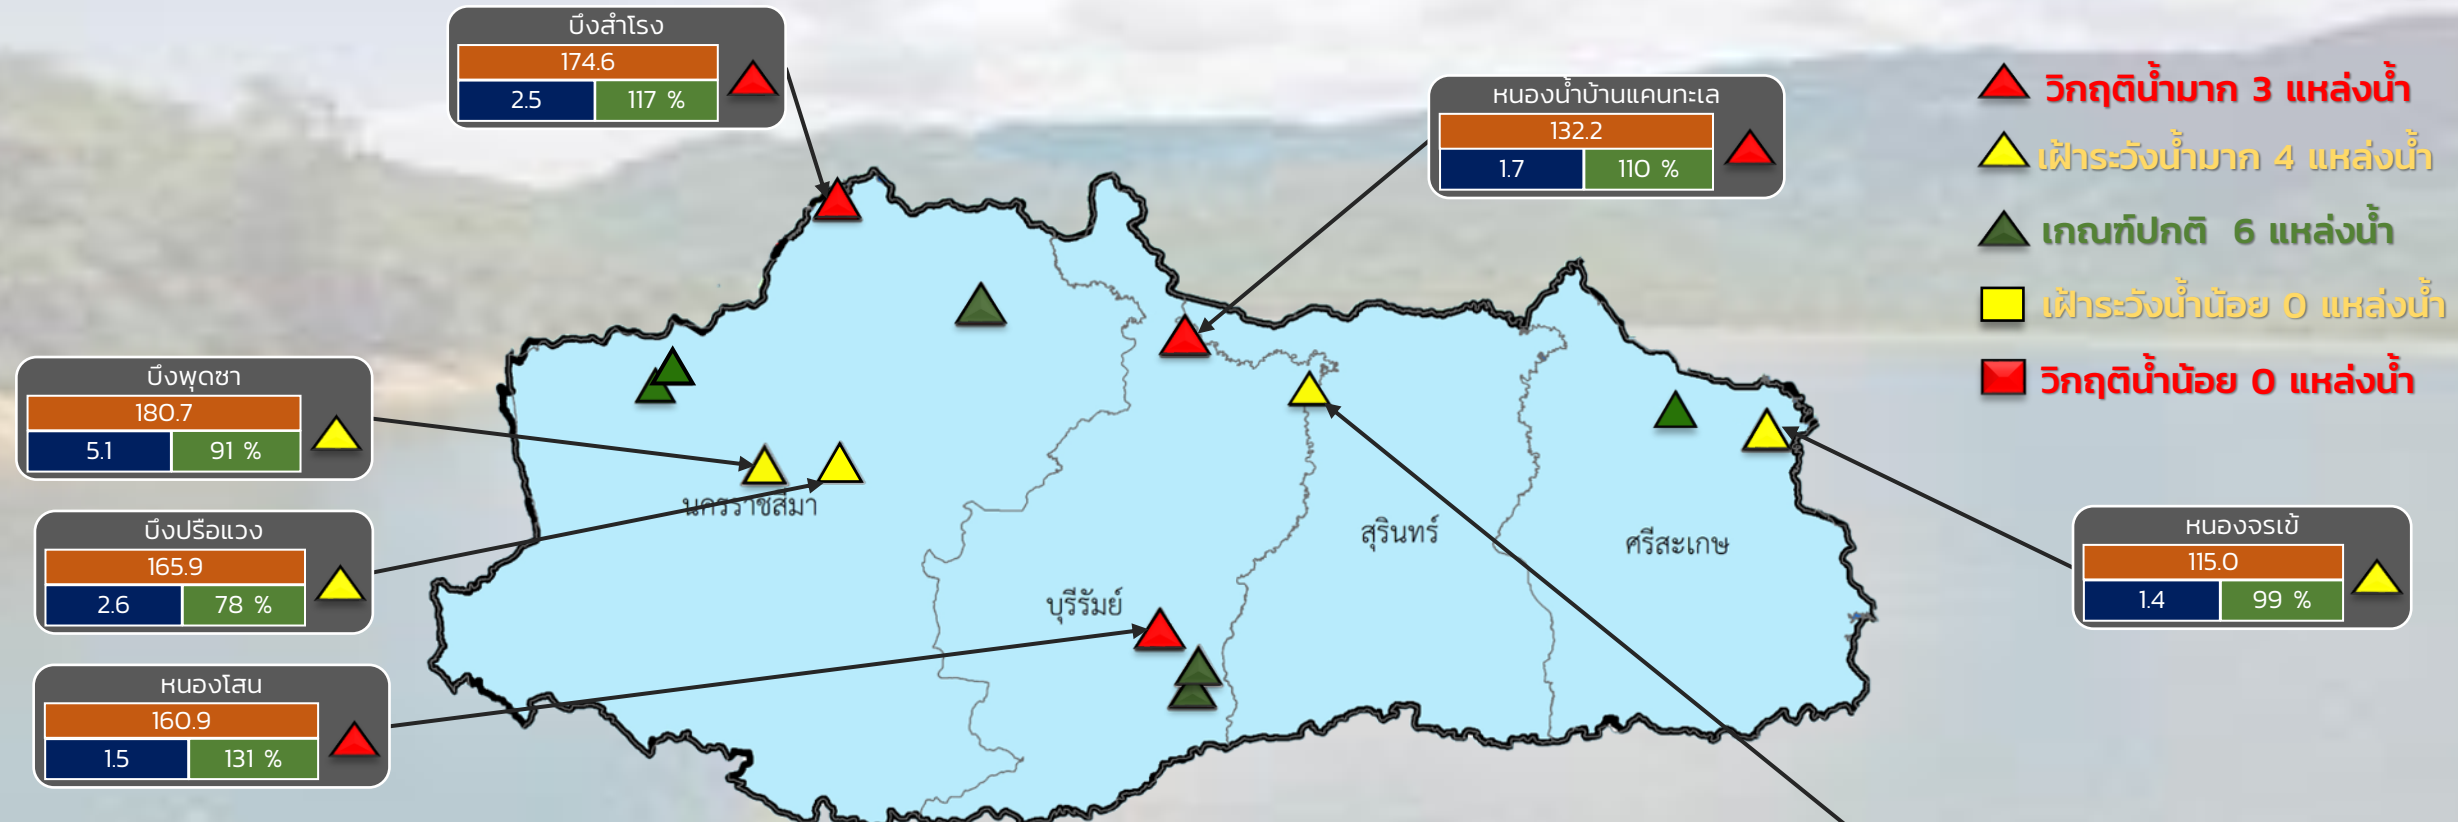 บึงสำโรง
174.6
2.5 117 %
หนองน้ำบ้านแคนทะเล
132.2
1.7 110 %
วิกฤติน้ำมาก 3 แหล่งน้ำ
เฝ้าระวังน้ำมาก 4 แหล่งน้ำ
เกณฑ์ปกติ 6 แหล่งน้ำ
เฝ้าระวังน้ำน้อย 0 แหล่งน้ำ
วิกฤติน้ำน้อย 0 แหล่งน้ำ
บึงพุดซา
180.7
5.1 91 %
บึงปรือแวง
165.9
2.6 78 %
หนองโสน
160.9
1.5 131 %
นครราชสีมา
บุรีรัมย์
สุรินทร์
ศรีสะเกษ
หนองจรเข้
115.0
1.4 99 %